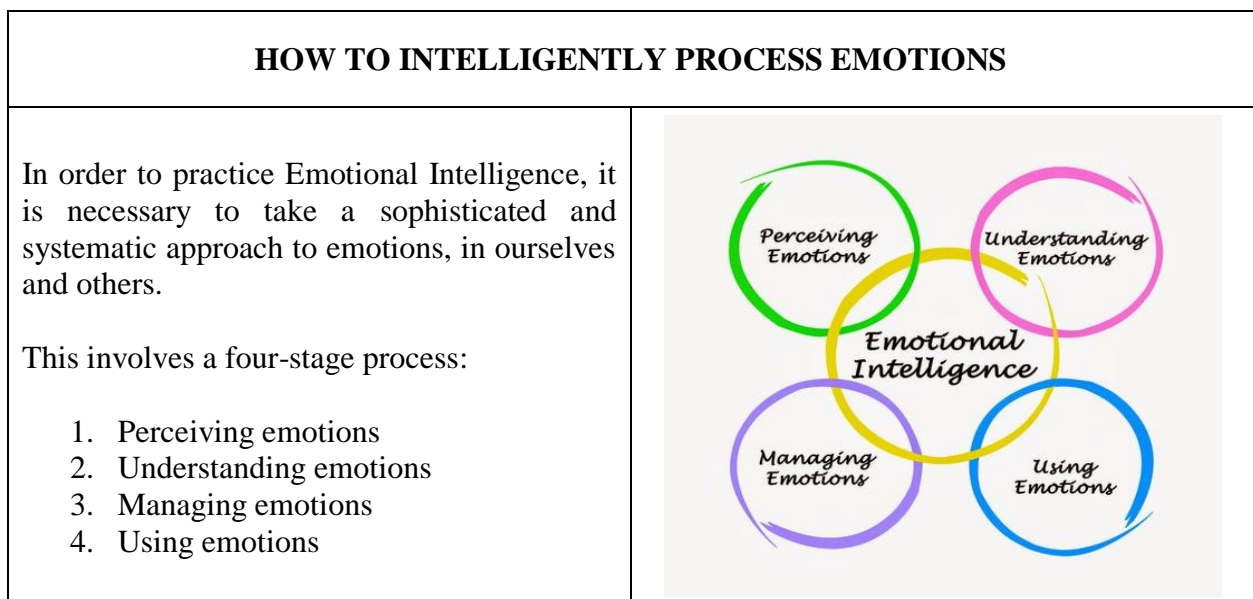 HOW TO INTELLIGENTLY PROCESS EMOTIONS
In order to practice Emotional Intelligence, it
is necessary to take a sophisticated and
systematic approach to emotions, in ourselves
and others.
This involves a four-stage process:
1. Perceiving emotions
2. Understanding emotions
3. Managing emotions
4. Using emotions
Perceiving
Emotions
Understanding
Emotions
Emotional
Intelligence
Managing
Emotions
Using
Emotions